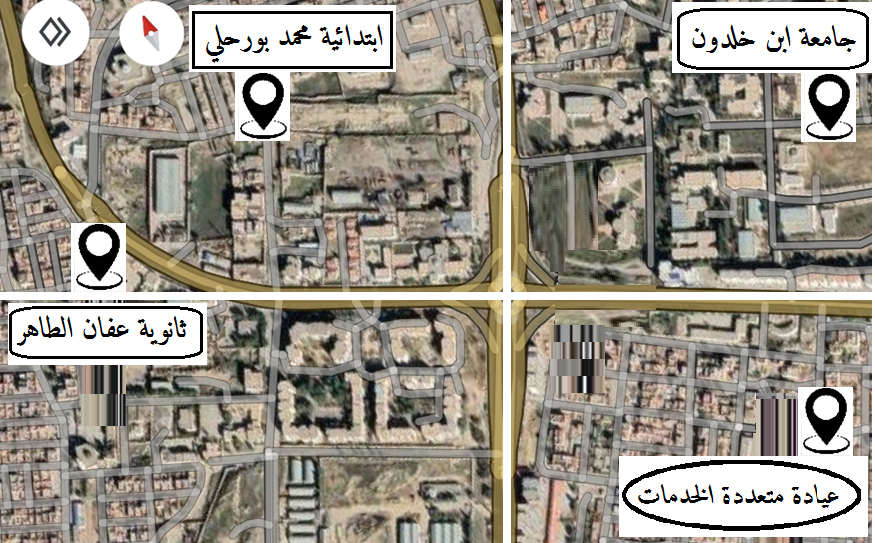 جامعة ابن خلدون
ابتدائية محمد بورحلي
ثانوية عفان الطاهر
عيادة متعددة الخدمات